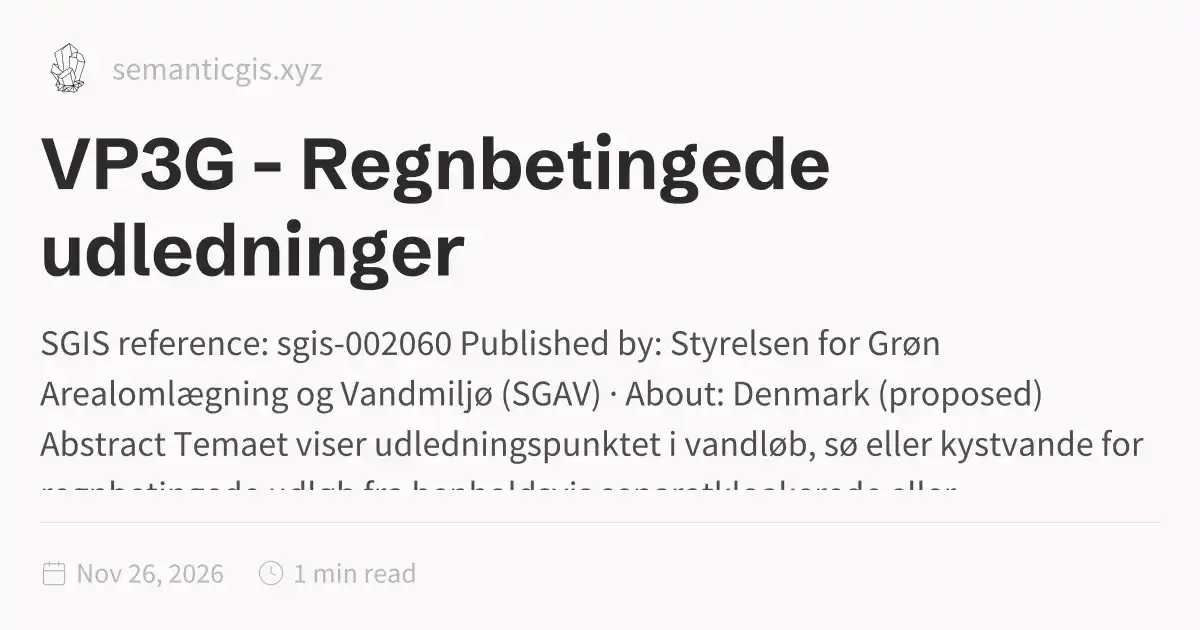 semanticgis.xyz
VP3G - Regnbetingede
udledninger
SGIS reference: sgis-002060 Published by: Styrelsen for Grøn
Arealomlægning og Vandmiljø (SGAV) · About: Denmark (proposed)
Abstract Temaet viser udledningspunktet i vandløb, sø eller kystvande for
Nov 26, 2026
1 min read